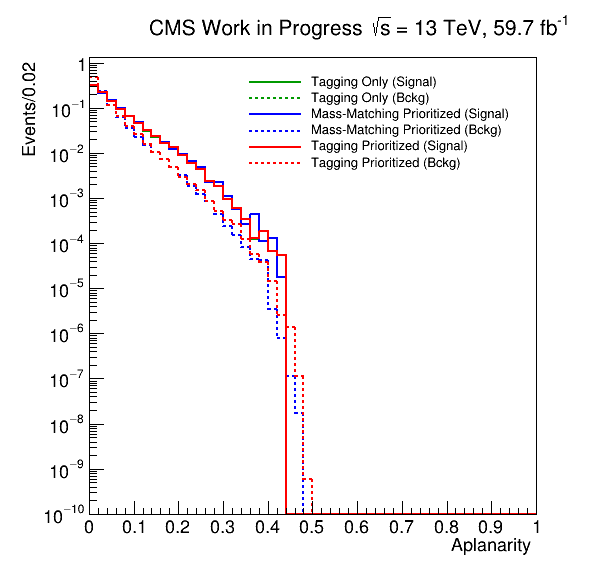 CMS Work in Progress √s = 13 TeV, 59.7 fb⁻¹
Events/0.02
1
10⁻¹
10⁻²
10⁻³
10⁻⁴
10⁻⁵
10⁻⁶
10⁻⁷
10⁻⁸
10⁻⁹
10⁻¹⁰
Tagging Only (Signal)
Tagging Only (Bckg)
Mass-Matching Prioritized (Signal)
Mass-Matching Prioritized (Bckg)
Tagging Prioritized (Signal)
Tagging Prioritized (Bckg)
0 0.1 0.2 0.3 0.4 0.5 0.6 0.7 0.8 0.9 1
Aplanarity